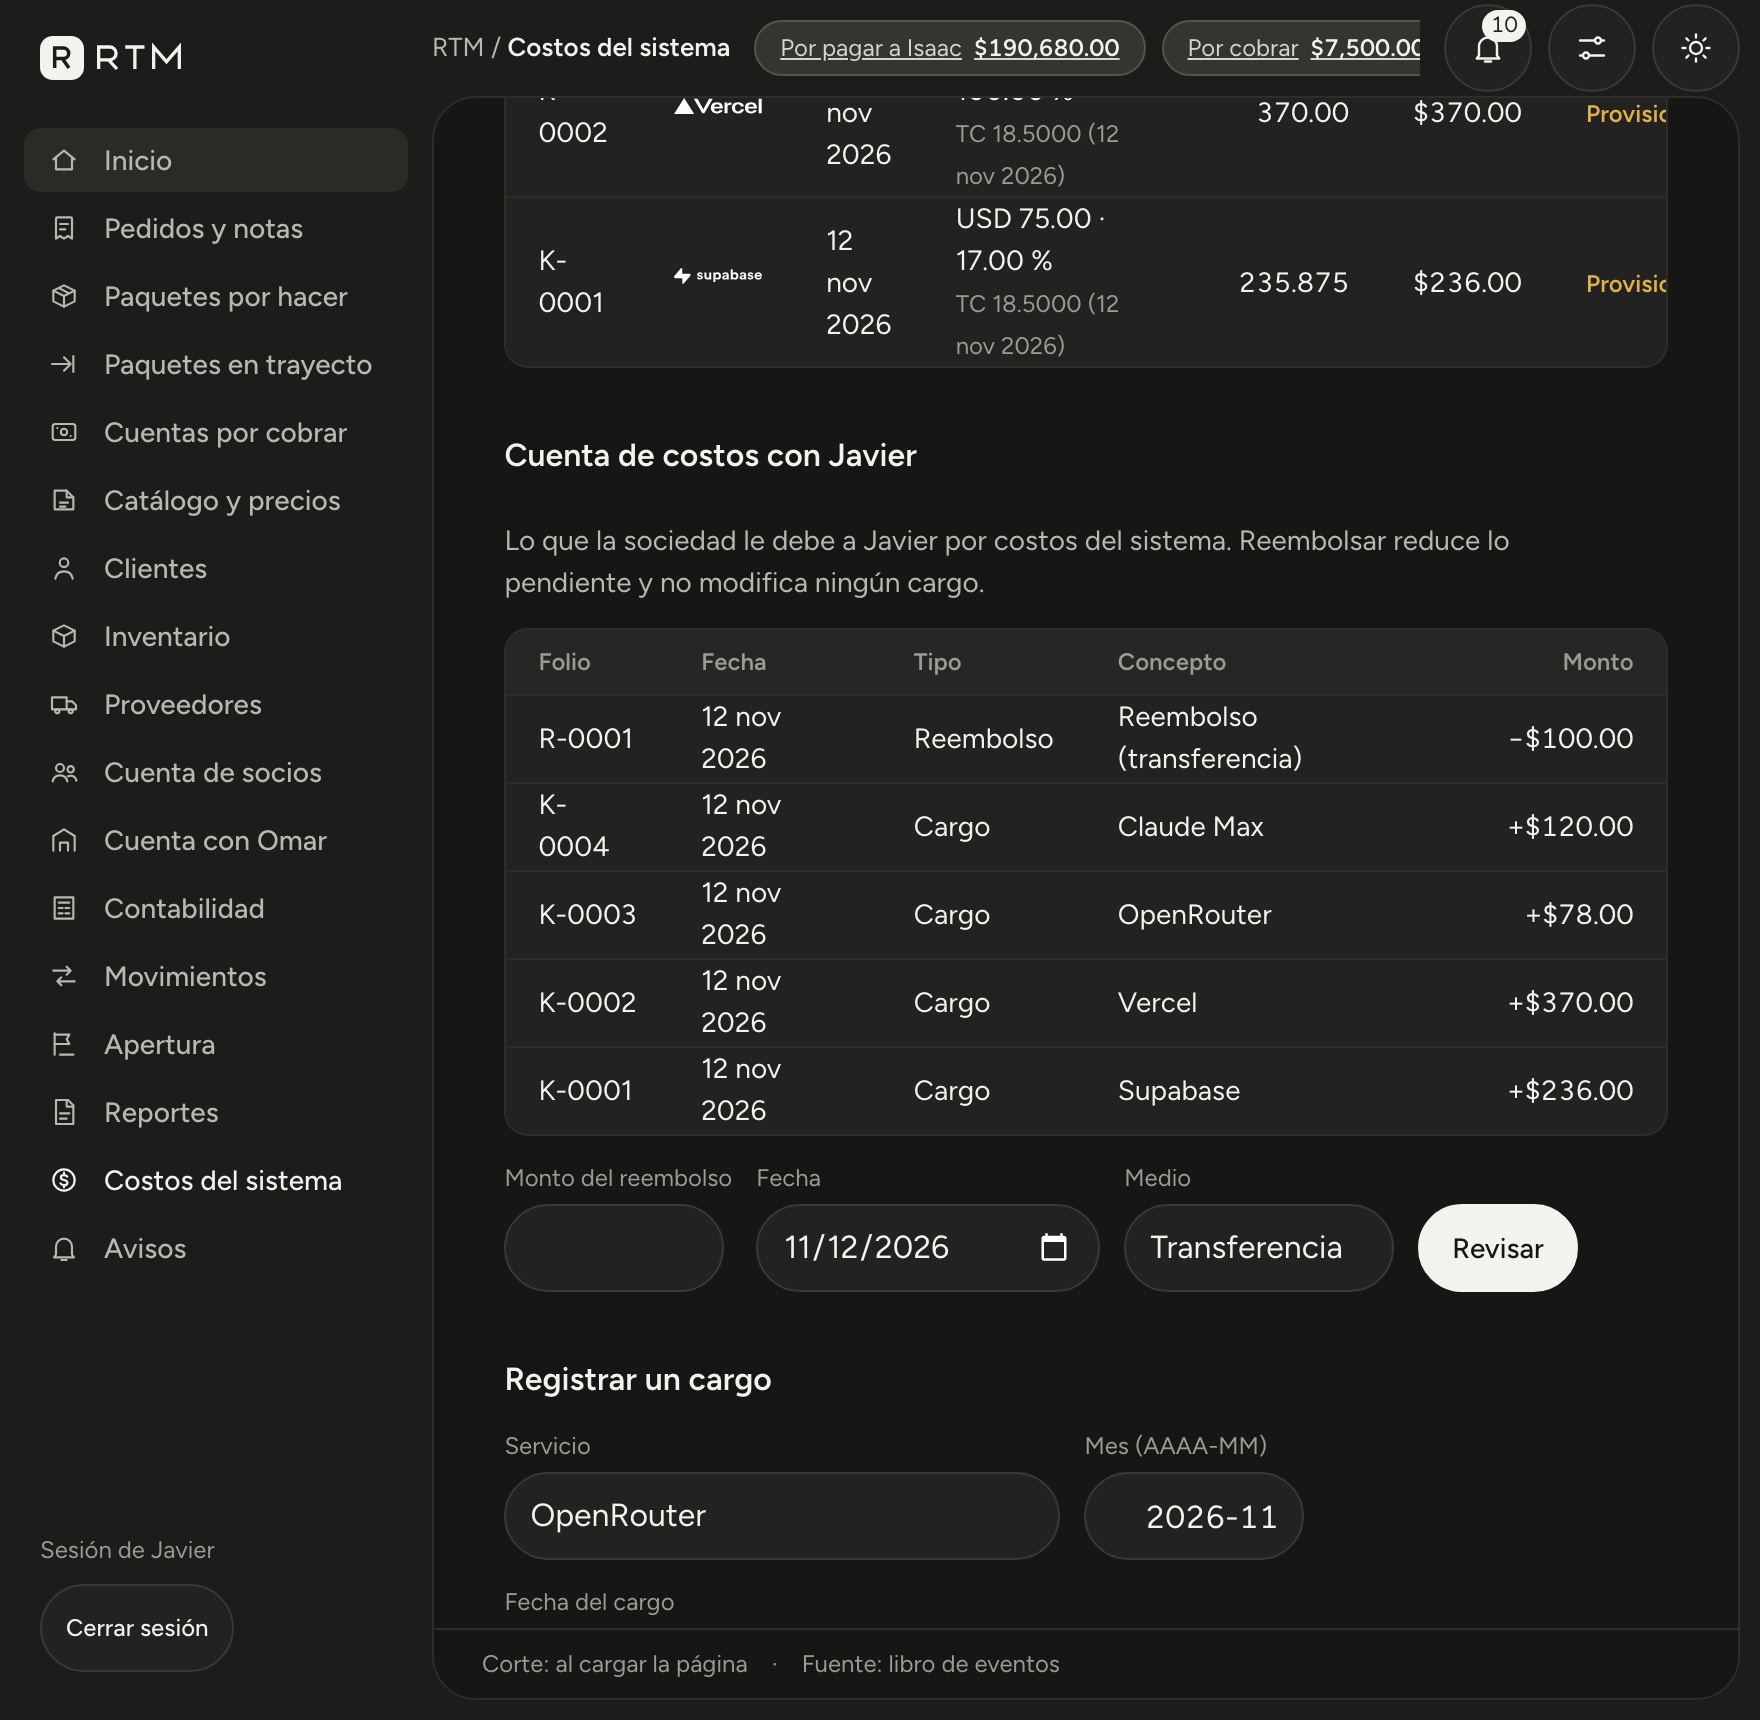 R RTM
RTM / Costos del sistema
Por pagar a Isaac $190,680.00
Por cobrar $7,500.00
10
Inicio
Pedidos y notas
Paquetes por hacer
Paquetes en trayecto
Cuentas por cobrar
Catálogo y precios
Clientes
Inventario
Proveedores
Cuenta de socios
Cuenta con Omar
Contabilidad
Movimientos
Apertura
Reportes
Costos del sistema
Avisos
Sesión de Javier
Cerrar sesión
0002
Vercel
nov
2026
TC 18.5000 (12
nov 2026)
370.00
$370.00
Provisio
K-
0001
supabase
12
nov
2026
USD 75.00 ·
17.00 %
TC 18.5000 (12
nov 2026)
235.875
$236.00
Provisio
Cuenta de costos con Javier
Lo que la sociedad le debe a Javier por costos del sistema. Reembolsar reduce lo
pendiente y no modifica ningún cargo.
Folio Fecha Tipo Concepto Monto
R-0001
12 nov
2026
Reembolso
Reembolso
(transferencia)
−$100.00
K-
0004
12 nov
2026
Cargo
Claude Max
+$120.00
K-0003
12 nov
2026
Cargo
OpenRouter
+$78.00
K-0002
12 nov
2026
Cargo
Vercel
+$370.00
K-0001
12 nov
2026
Cargo
Supabase
+$236.00
Monto del reembolso
Fecha
11/12/2026
Medio
Transferencia
Revisar
Registrar un cargo
Servicio
OpenRouter
Mes (AAAA-MM)
2026-11
Fecha del cargo
Corte: al cargar la página · Fuente: libro de eventos